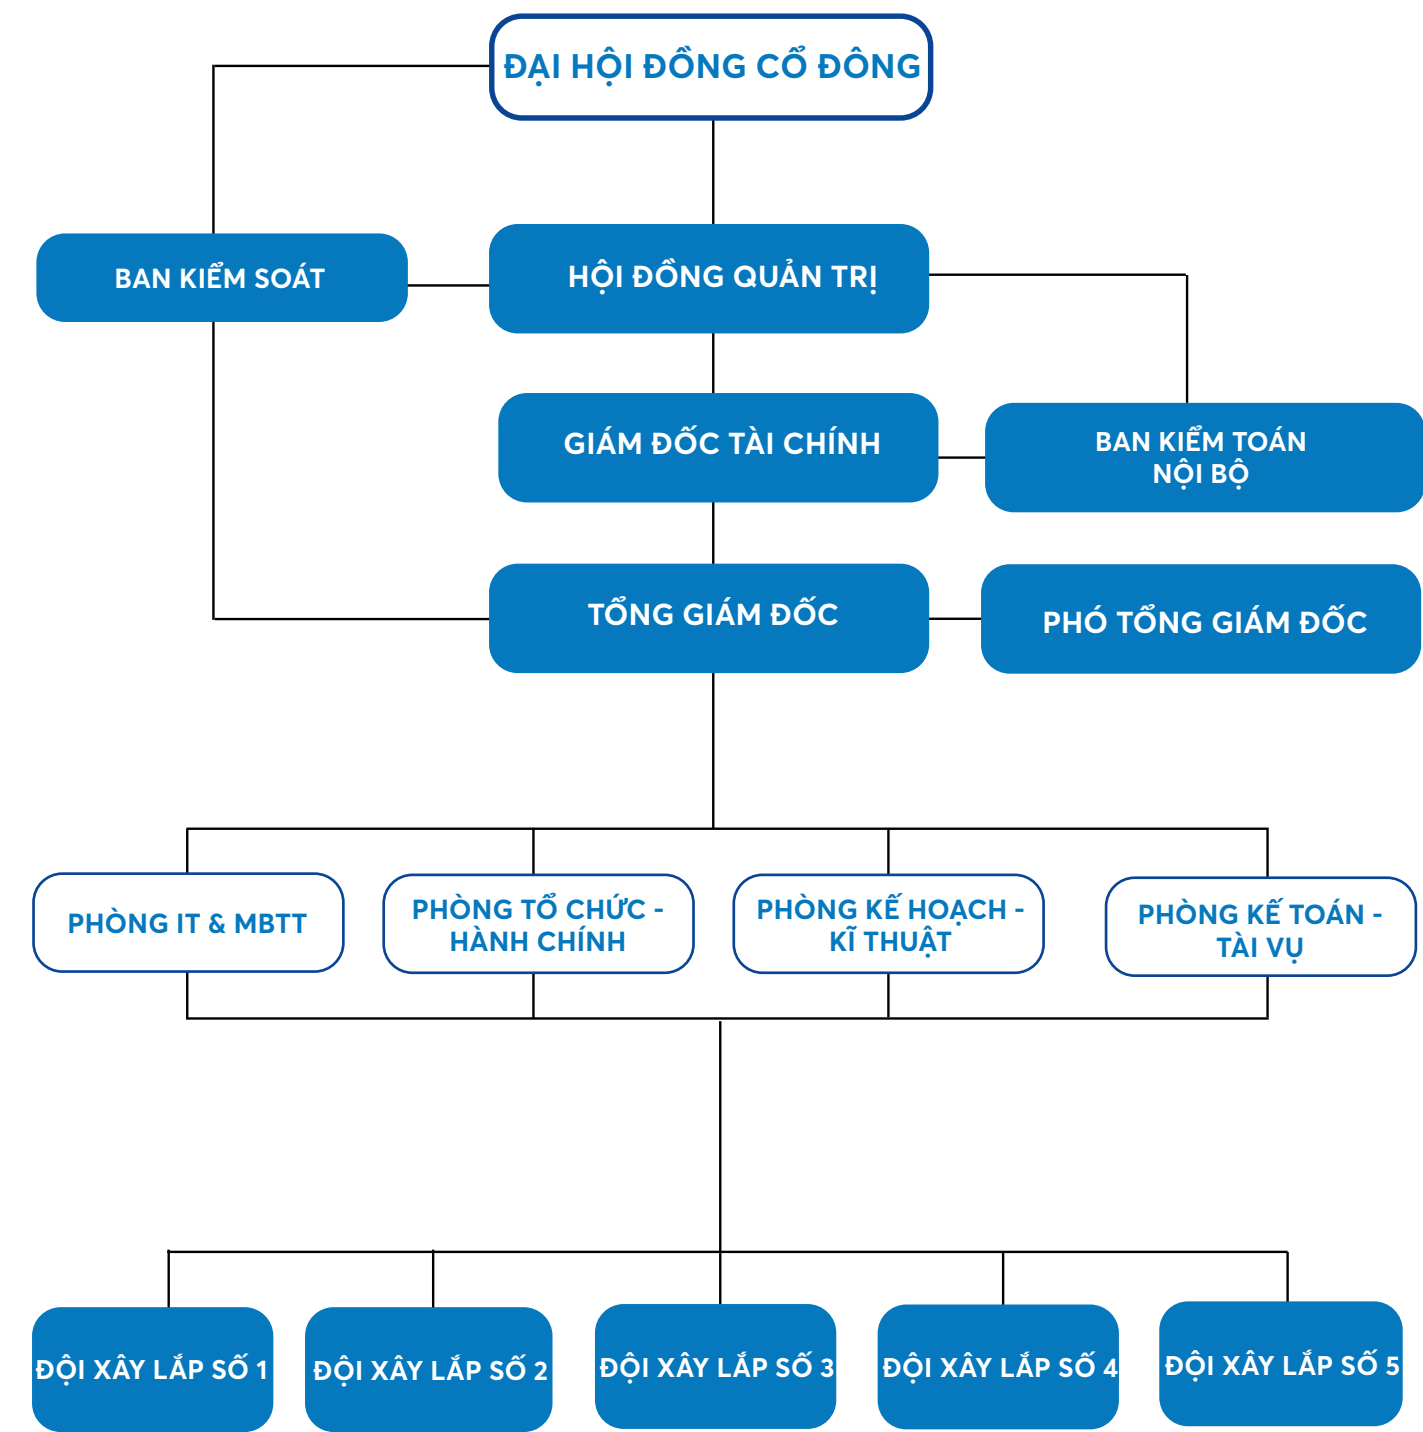 ĐẠI HỘI ĐỒNG CỔ ĐÔNG
BAN KIỂM SOÁT
HỘI ĐỒNG QUẢN TRỊ
GIÁM ĐỐC TÀI CHÍNH
BAN KIỂM TOÁN
NỘI BỘ
TỔNG GIÁM ĐỐC
PHÓ TỔNG GIÁM ĐỐC
PHÒNG IT & MBTT
PHÒNG TỔ CHỨC -
HÀNH CHÍNH
PHÒNG KẾ HOẠCH -
KĨ THUẬT
PHÒNG KẾ TOÁN -
TÀI VỤ
ĐỘI XÂY LẮP SỐ 1
ĐỘI XÂY LẮP SỐ 2
ĐỘI XÂY LẮP SỐ 3
ĐỘI XÂY LẮP SỐ 4
ĐỘI XÂY LẮP SỐ 5